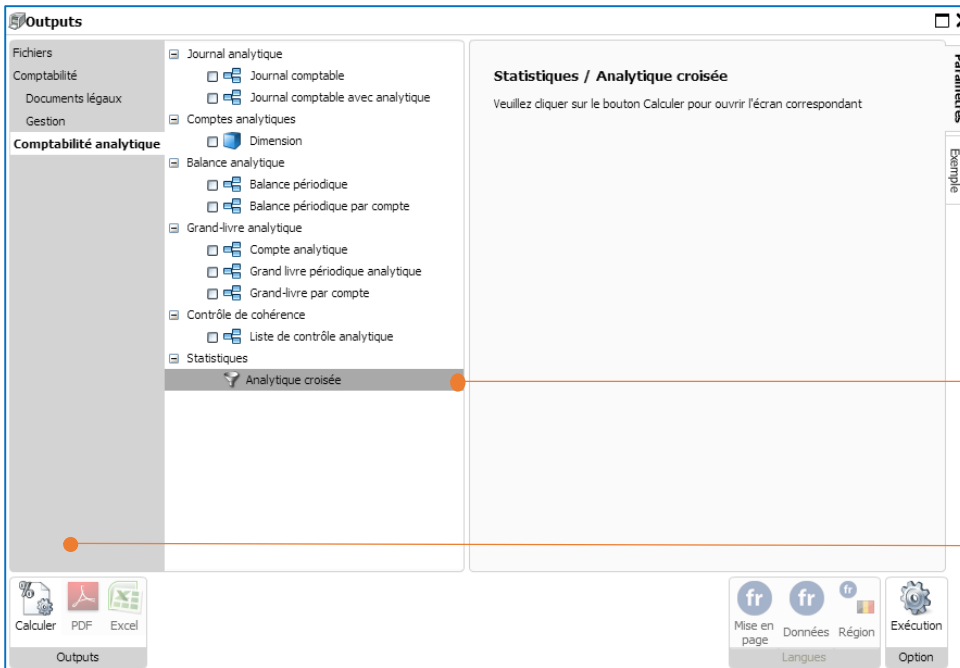 Outputs
Fichiers
Comptabilité
Documents légaux
Gestion
Comptabilité analytique
Journal analytique
Journal comptable
Journal comptable avec analytique
Comptes analytiques
Dimension
Balance analytique
Balance périodique
Balance périodique par compte
Grand-livre analytique
Compte analytique
Grand livre périodique analytique
Grand-livre par compte
Contrôle de cohérence
Liste de contrôle analytique
Statistiques
Analytique croisée
Statistiques / Analytique croisée
Veuillez cliquer sur le bouton Calculer pour ouvrir l'écran correspondant
Paramètres
Exemple
Calculer
PDF
Excel
Outputs
fr
fr
fr
Mise en
page
Données
Région
Langues
Exécution
Option